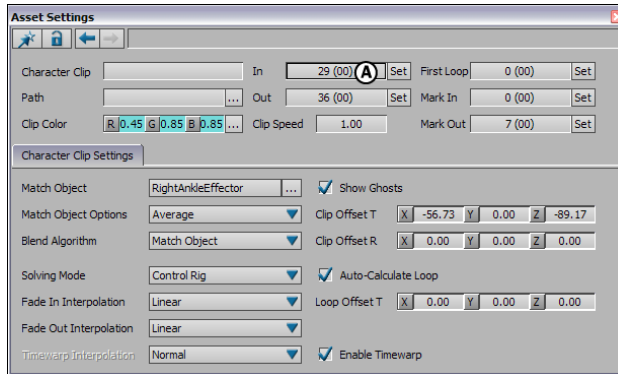 Asset Settings
Character Clip In 29 (00) A Set First Loop 0 (00) Set
Path ... Out 36 (00) Set Mark In 0 (00) Set
Clip Color R 0.45 G 0.85 B 0.85 ... Clip Speed 1.00 Mark Out 7 (00) Set
Character Clip Settings
Match Object RightAnkleEffector ... Show Ghosts
Match Object Options Average Clip Offset T X -56.73 Y 0.00 Z -89.17
Blend Algorithm Match Object Clip Offset R X 0.00 Y 0.00 Z 0.00
Solving Mode Control Rig Auto-Calculate Loop
Fade In Interpolation Linear Loop Offset T X 0.00 Y 0.00 Z 0.00
Fade Out Interpolation Linear
Timewarp Interpolation Normal Enable Timewarp